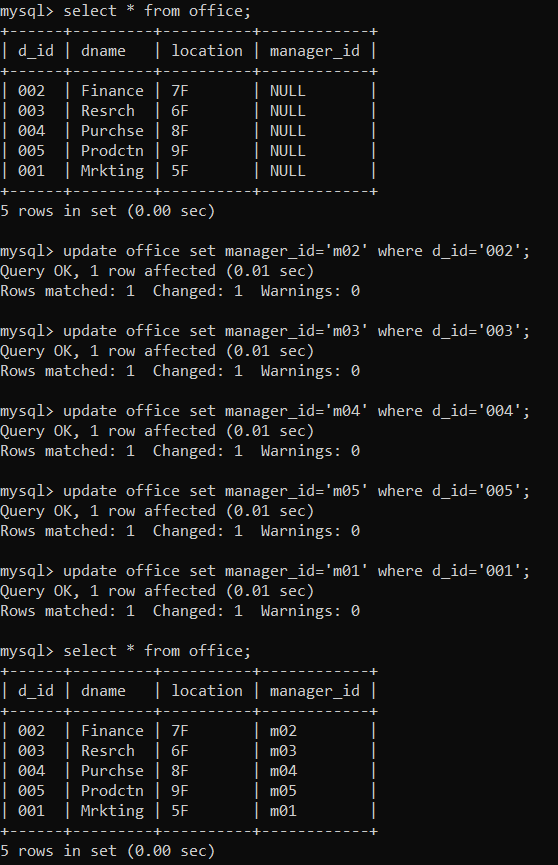 mysql> select * from office;
+------+---------+----------+------------+
| d_id | dname   | location | manager_id |
+------+---------+----------+------------+
| 002  | Finance | 7F       | NULL       |
| 003  | Resrch  | 6F       | NULL       |
| 004  | Purchse | 8F       | NULL       |
| 005  | Prodctn | 9F       | NULL       |
| 001  | Mrkting | 5F       | NULL       |
+------+---------+----------+------------+
5 rows in set (0.00 sec)

mysql> update office set manager_id='m02' where d_id='002';
Query OK, 1 row affected (0.01 sec)
Rows matched: 1  Changed: 1  Warnings: 0

mysql> update office set manager_id='m03' where d_id='003';
Query OK, 1 row affected (0.01 sec)
Rows matched: 1  Changed: 1  Warnings: 0

mysql> update office set manager_id='m04' where d_id='004';
Query OK, 1 row affected (0.01 sec)
Rows matched: 1  Changed: 1  Warnings: 0

mysql> update office set manager_id='m05' where d_id='005';
Query OK, 1 row affected (0.01 sec)
Rows matched: 1  Changed: 1  Warnings: 0

mysql> update office set manager_id='m01' where d_id='001';
Query OK, 1 row affected (0.01 sec)
Rows matched: 1  Changed: 1  Warnings: 0

mysql> select * from office;
+------+---------+----------+------------+
| d_id | dname   | location | manager_id |
+------+---------+----------+------------+
| 002  | Finance | 7F       | m02        |
| 003  | Resrch  | 6F       | m03        |
| 004  | Purchse | 8F       | m04        |
| 005  | Prodctn | 9F       | m05        |
| 001  | Mrkting | 5F       | m01        |
+------+---------+----------+------------+
5 rows in set (0.00 sec)